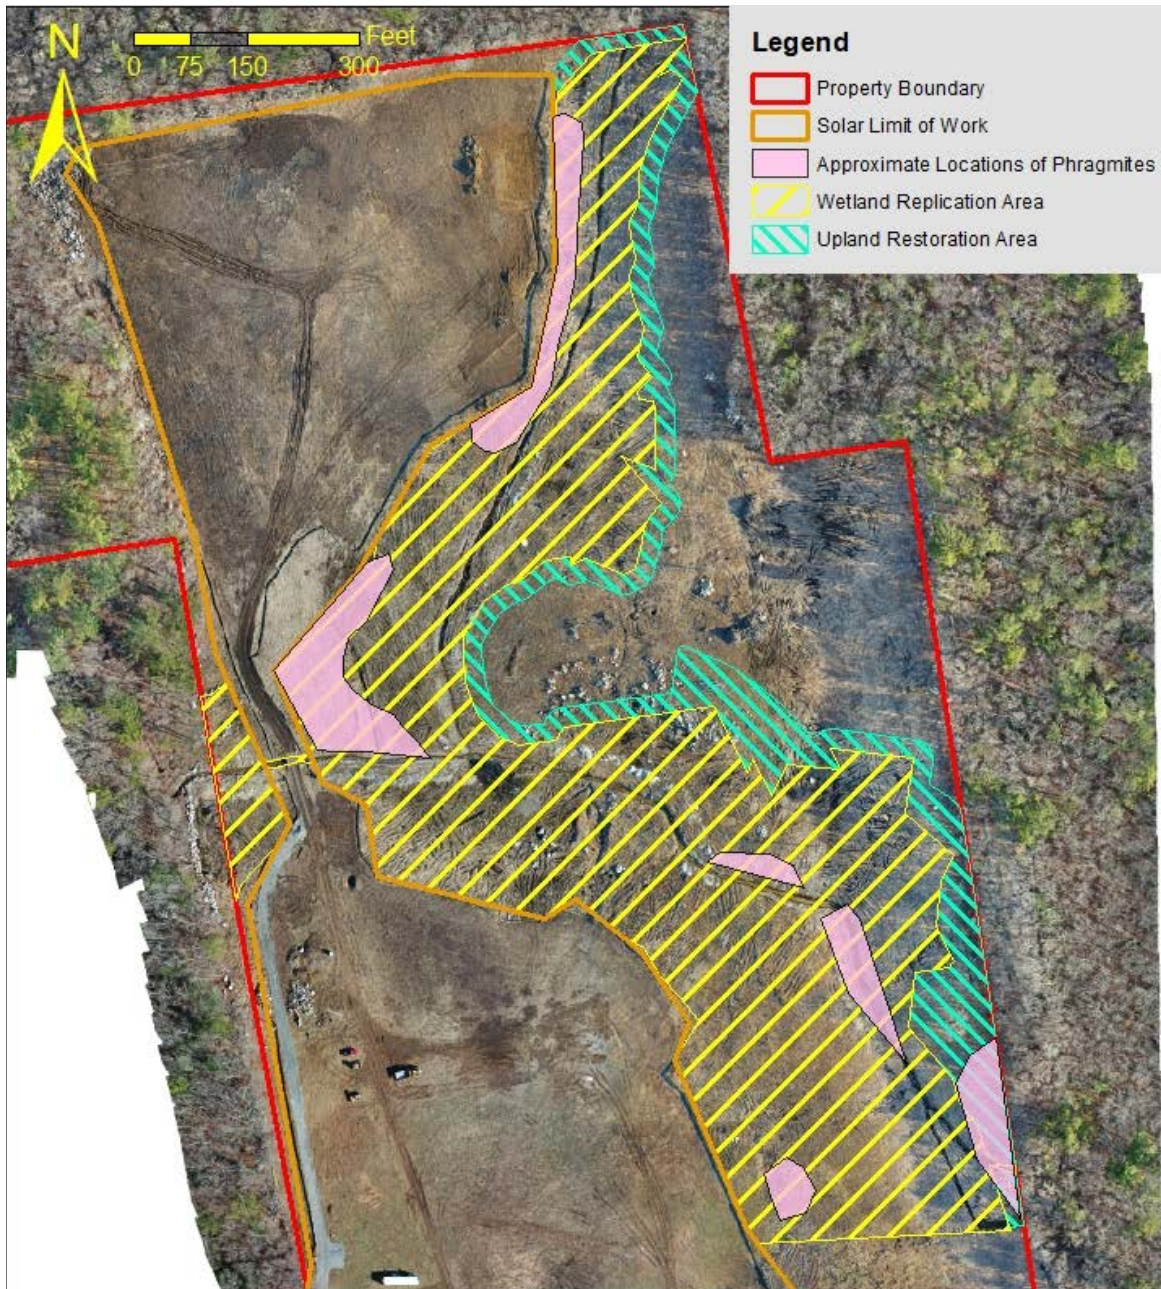 N
Feet
0 75 150 300
Legend
Property Boundary
Solar Limit of Work
Approximate Locations of Phragmites
Wetland Replication Area
Upland Restoration Area